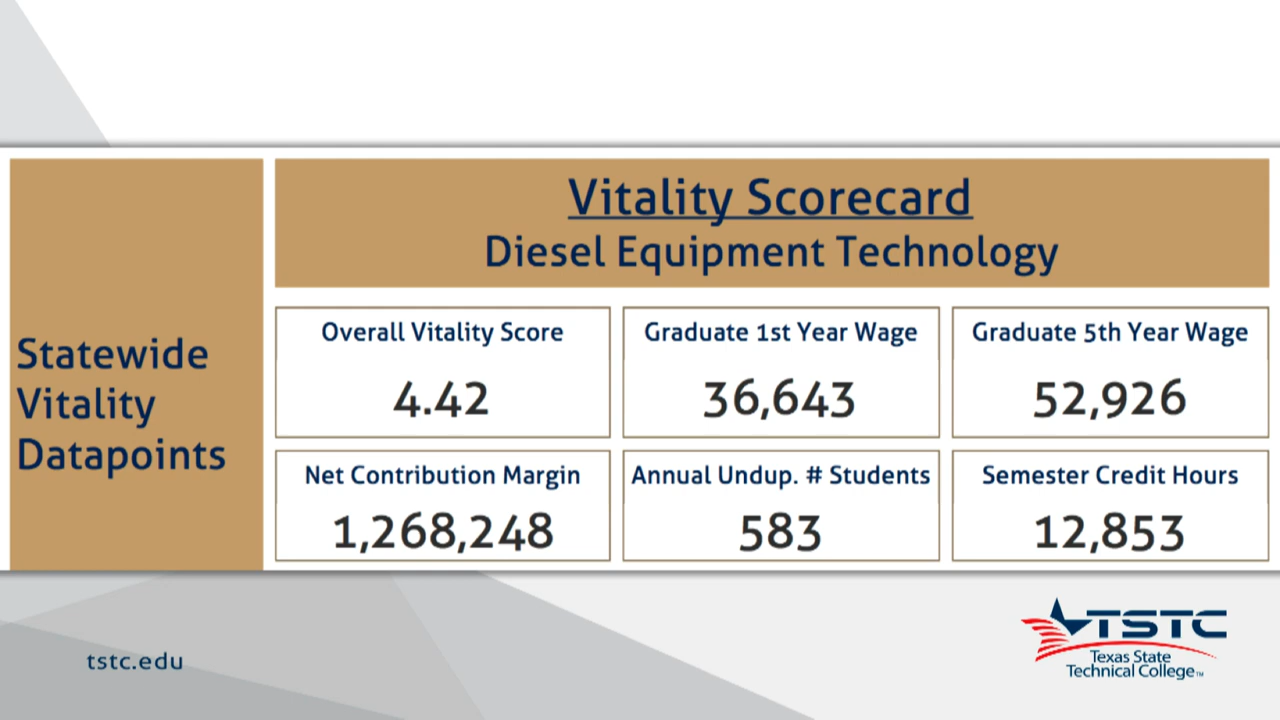 Vitality Scorecard
Diesel Equipment Technology
Statewide
Vitality
Datapoints
Overall Vitality Score
4.42
Graduate 1st Year Wage
36,643
Graduate 5th Year Wage
52,926
Net Contribution Margin
1,268,248
Annual Undup. # Students
583
Semester Credit Hours
12,853
tstc.edu
TSTC
Texas State
Technical College™